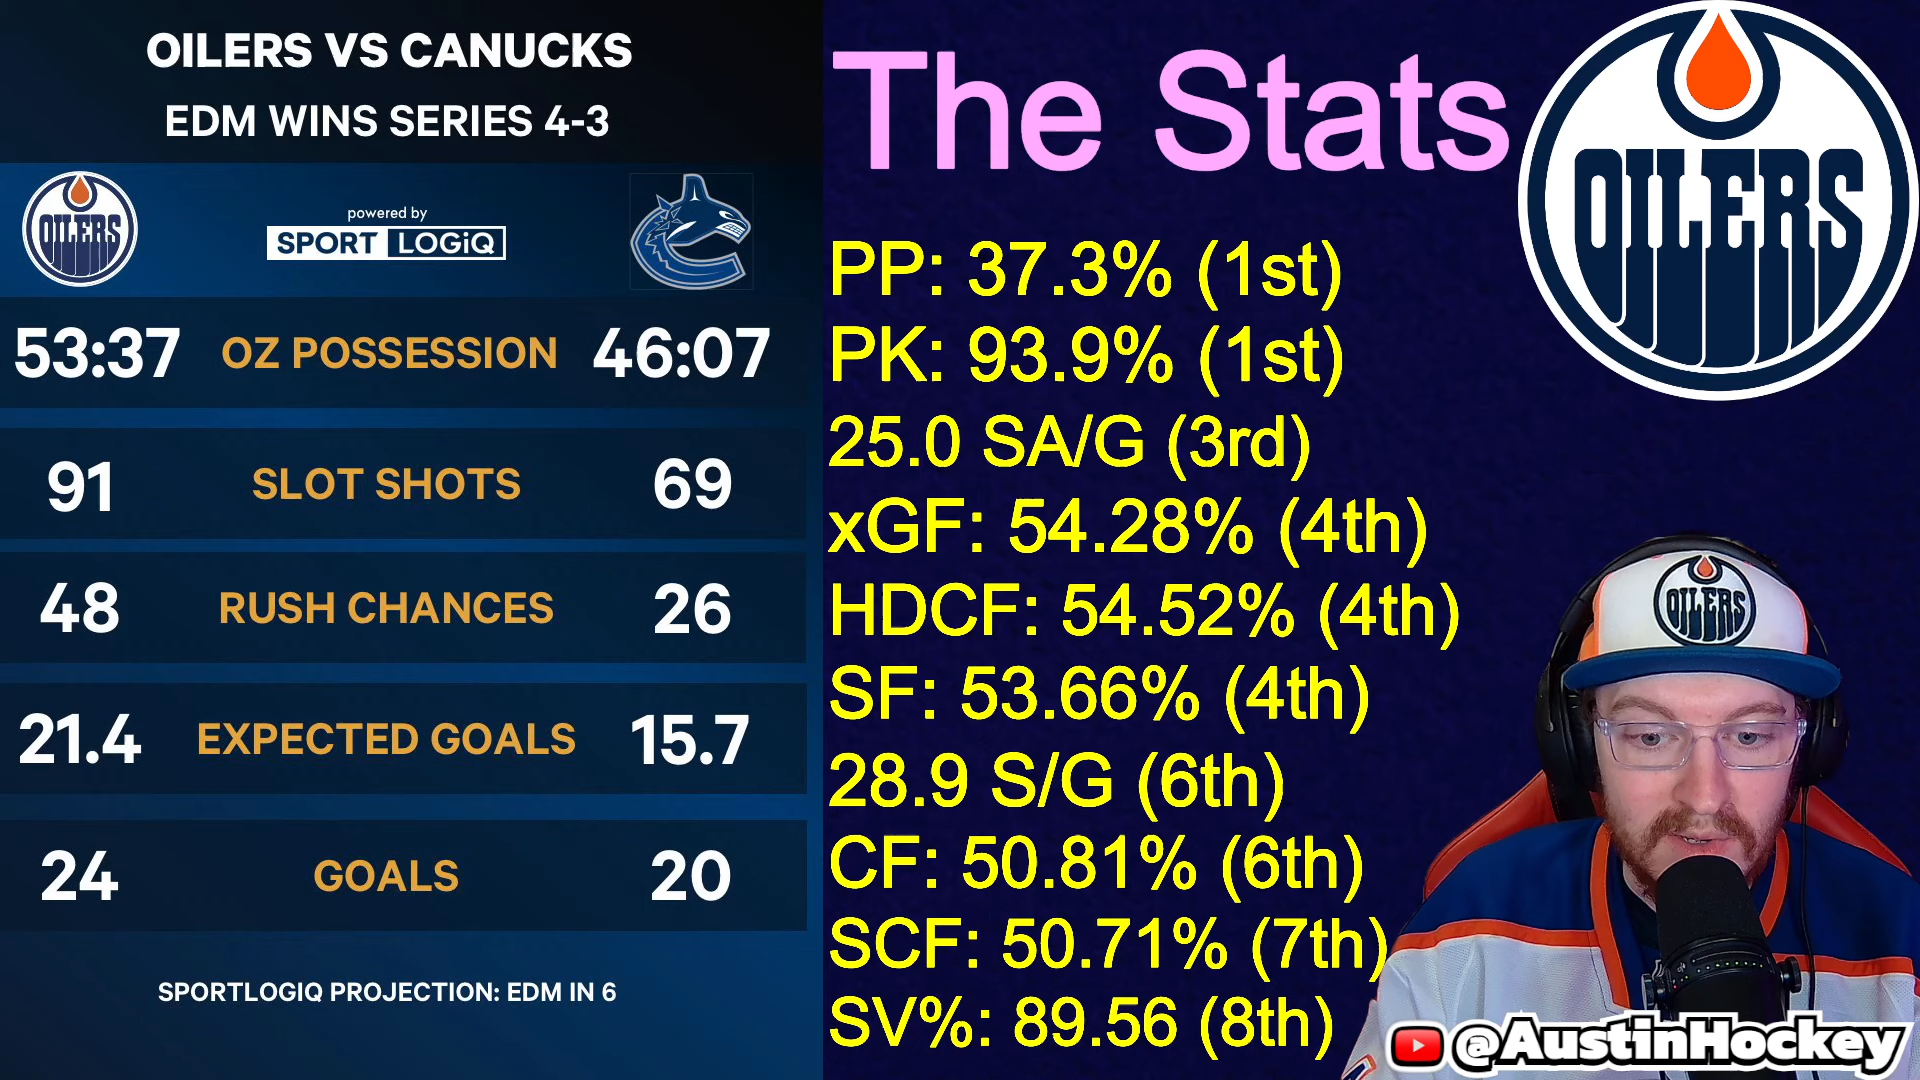 OILERS VS CANUCKS
EDM WINS SERIES 4-3
OILERS
powered by
SPORT LOGiQ
53:37 OZ POSSESSION 46:07
91 SLOT SHOTS 69
48 RUSH CHANCES 26
21.4 EXPECTED GOALS 15.7
24 GOALS 20
SPORTLOGIQ PROJECTION: EDM IN 6
The Stats
OILERS
PP: 37.3% (1st)
PK: 93.9% (1st)
25.0 SA/G (3rd)
xGF: 54.28% (4th)
HDCF: 54.52% (4th)
SF: 53.66% (4th)
28.9 S/G (6th)
CF: 50.81% (6th)
SCF: 50.71% (7th)
SV%: 89.56 (8th)
OILERS
@AustinHockey